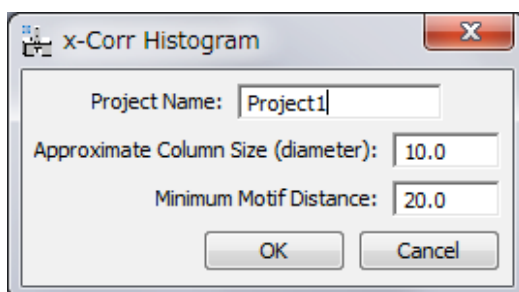 x-Corr Histogram
Project Name: Project1
Approximate Column Size (diameter): 10.0
Minimum Motif Distance: 20.0
OK Cancel